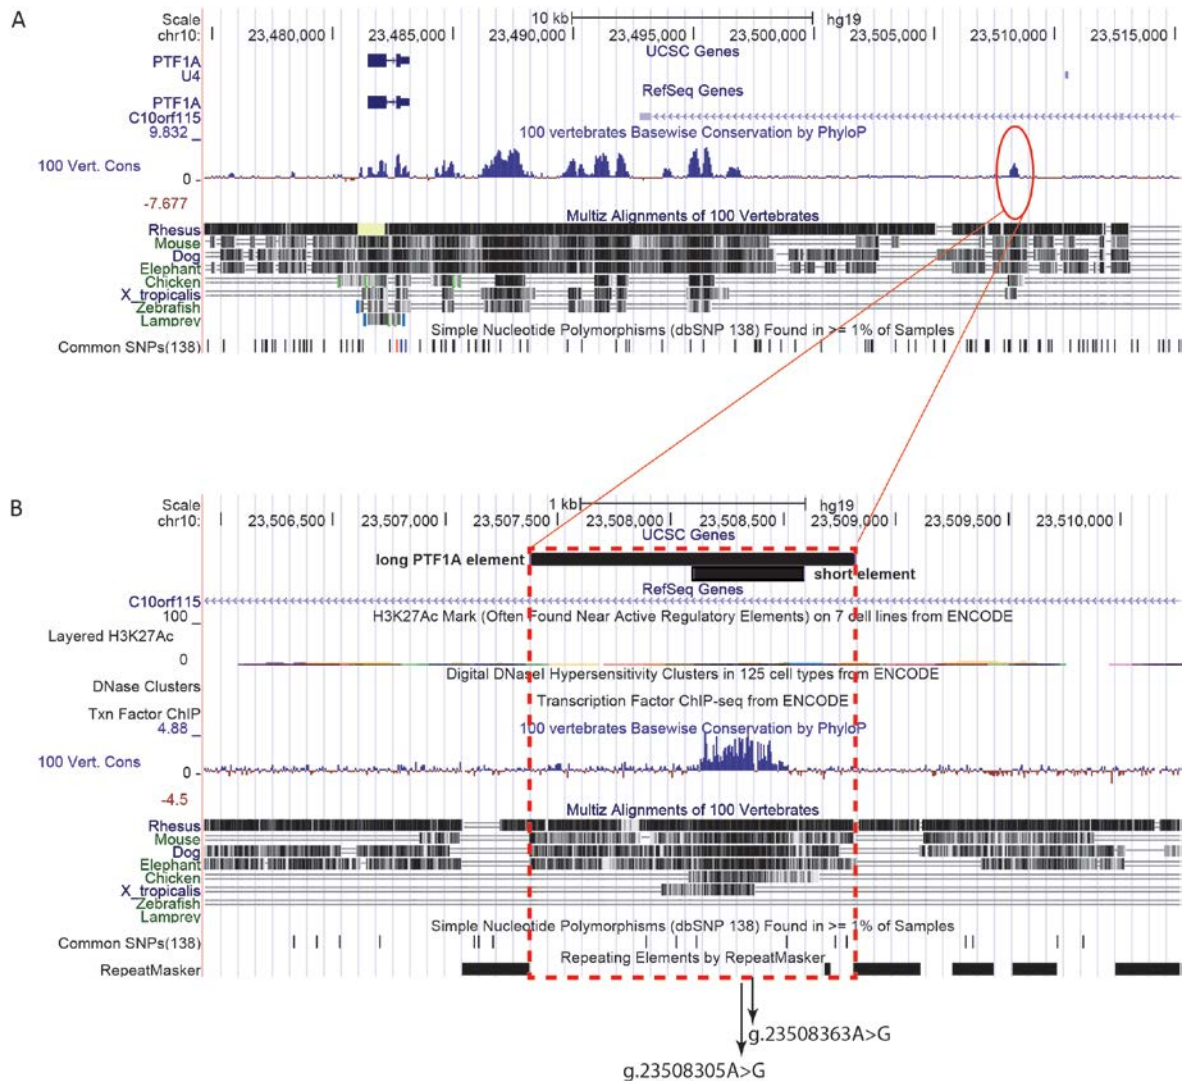 A
Scale 10 kb hg19
chr10: 23,480,000 23,485,000 23,490,000 23,495,000 23,500,000 23,505,000 23,510,000 23,515,000
UCSC Genes
PTF1A
U4
RefSeq Genes
PTF1A
C10orf115
9.832 100 vertebrates Basewise Conservation by PhyloP
100 Vert. Cons
0
-7.677
Multiz Alignments of 100 Vertebrates
Rhesus
Mouse
Dog
Elephant
Chicken
X_tropicalis
Zebrafish
Lamprey
Simple Nucleotide Polymorphisms (dbSNP 138) Found in >= 1% of Samples
Common SNPs(138)
B
Scale 1 kb hg19
chr10: 23,506,500 23,507,000 23,507,500 23,508,000 23,508,500 23,509,000 23,509,500 23,510,000
UCSC Genes
long PTF1A element
short element
RefSeq Genes
C10orf115
100 H3K27Ac Mark (Often Found Near Active Regulatory Elements) on 7 cell lines from ENCODE
Layered H3K27Ac
0
Digital DNaseI Hypersensitivity Clusters in 125 cell types from ENCODE
DNase Clusters
Transcription Factor ChIP-seq from ENCODE
Txn Factor ChIP
4.88 100 vertebrates Basewise Conservation by PhyloP
100 Vert. Cons
0
-4.5
Multiz Alignments of 100 Vertebrates
Rhesus
Mouse
Dog
Elephant
Chicken
X_tropicalis
Zebrafish
Lamprey
Simple Nucleotide Polymorphisms (dbSNP 138) Found in >= 1% of Samples
Common SNPs(138)
Repeating Elements by RepeatMasker
RepeatMasker
g.23508363A>G
g.23508305A>G